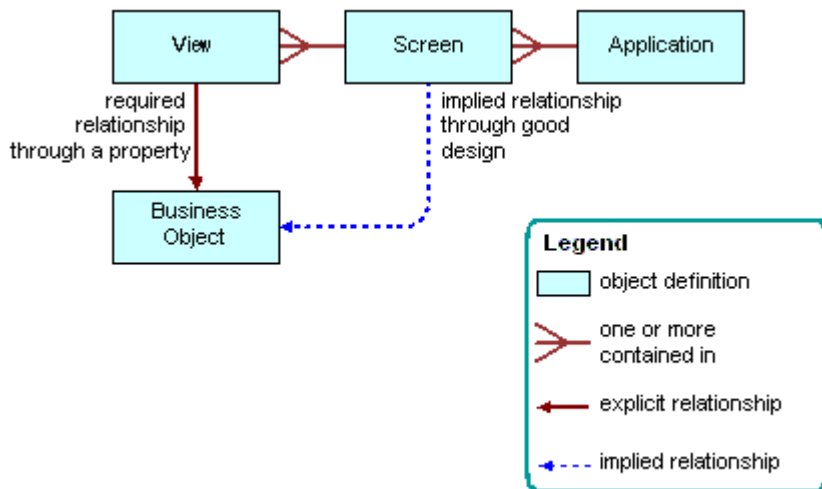 View
Screen
Application
required
relationship
through a property
implied relationship
through good
design
Business
Object
Legend
object definition
one or more
contained in
explicit relationship
implied relationship